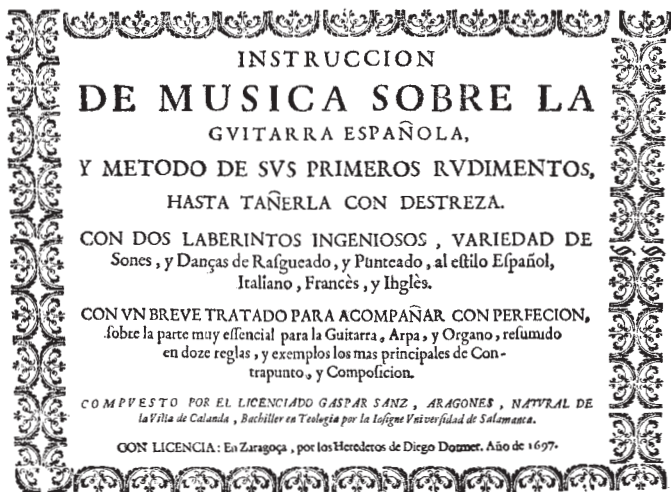 INSTRUCCION
DE MUSICA SOBRE LA
GVITARRA ESPAÑOLA,
Y METODO DE SVS PRIMEROS RVDIMENTOS,
HASTA TAÑERLA CON DESTREZA.
CON DOS LABERINTOS INGENIOSOS, VARIEDAD DE
Sones, y Danças de Raſgueado, y Punteado, al eſtilo Eſpañol,
Italiano, Francès, y Inglès.
CON VN BREVE TRATADO PARA ACOMPAÑAR CON PERFECION,
ſobre la parte muy eſſencial para la Guitarra, Arpa, y Organo, reſumido
en doze reglas, y exemplos los mas principales de Con-
trapunto, y Compoſicion.
COMPVESTO POR EL LICENCIADO GASPAR SANZ, ARAGONES, NATVRAL DE
la Villa de Calanda, Bachiller en Teologia por la Inſigne Vniverſidad de Salamanca.
CON LICENCIA: En Zaragoça, por los Herederos de Diego Dormer. Año de 1697.